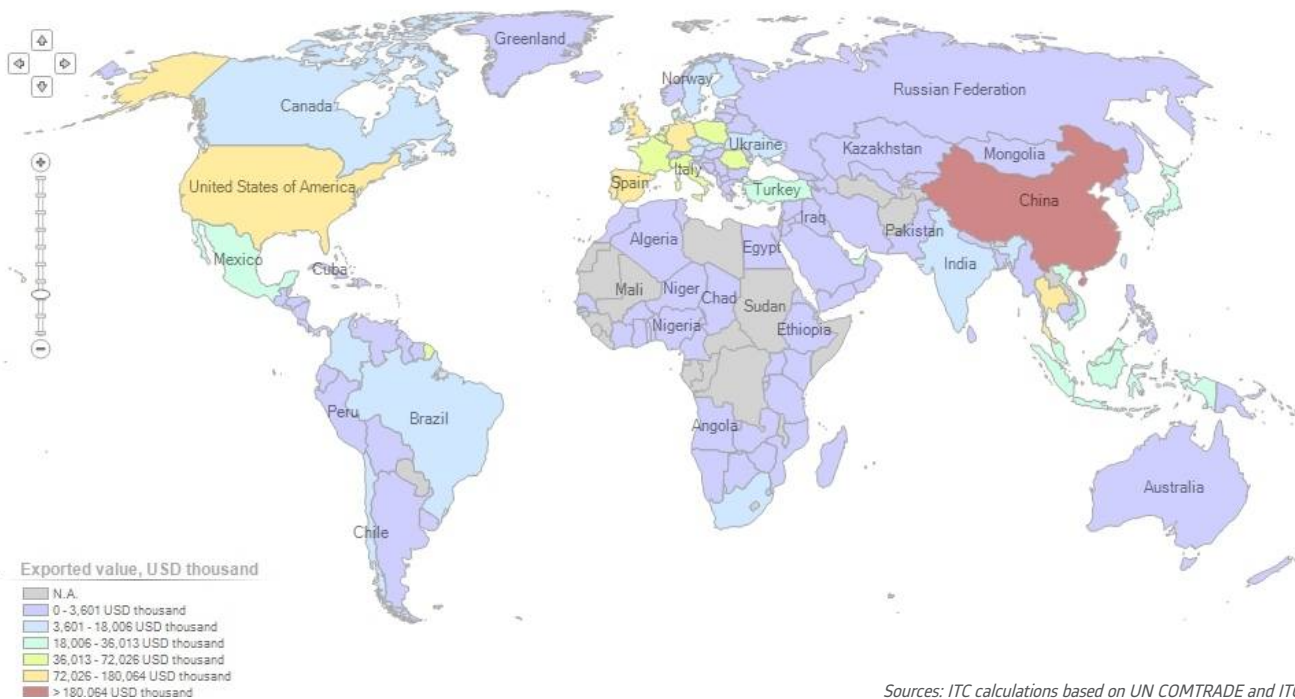 Greenland
Norway
Russian Federation
Canada
Ukraine
Kazakhstan
Mongolia
United States of America
Spain
Italy
Turkey
China
Iraq
Pakistan
Algeria
Egypt
India
Mexico
Cuba
Mali
Niger
Chad
Sudan
Nigeria
Ethiopia
Peru
Brazil
Angola
Australia
Chile
Exported value, USD thousand
N.A.
0 - 3,601 USD thousand
3,601 - 18,006 USD thousand
18,006 - 36,013 USD thousand
36,013 - 72,026 USD thousand
72,026 - 180,064 USD thousand
> 180,064 USD thousand
Sources: ITC calculations based on UN COMTRADE and ITC